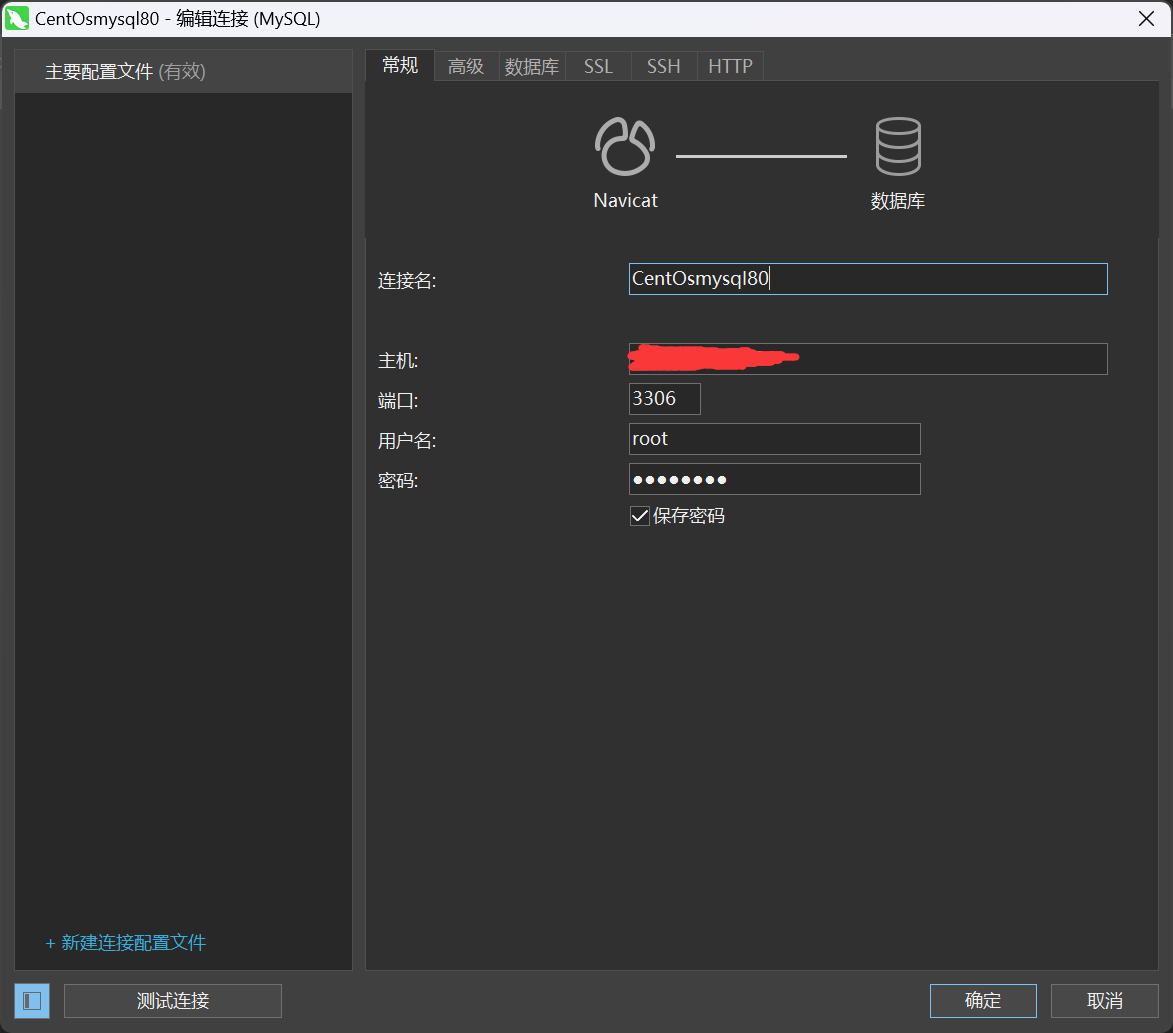 CentOsmysql80 - 编辑连接 (MySQL)
主要配置文件 (有效)
常规 高级 数据库 SSL SSH HTTP
Navicat 数据库
连接名: CentOsmysql80
主机:
端口: 3306
用户名: root
密码: ●●●●●●●●
保存密码
+ 新建连接配置文件
测试连接 确定 取消